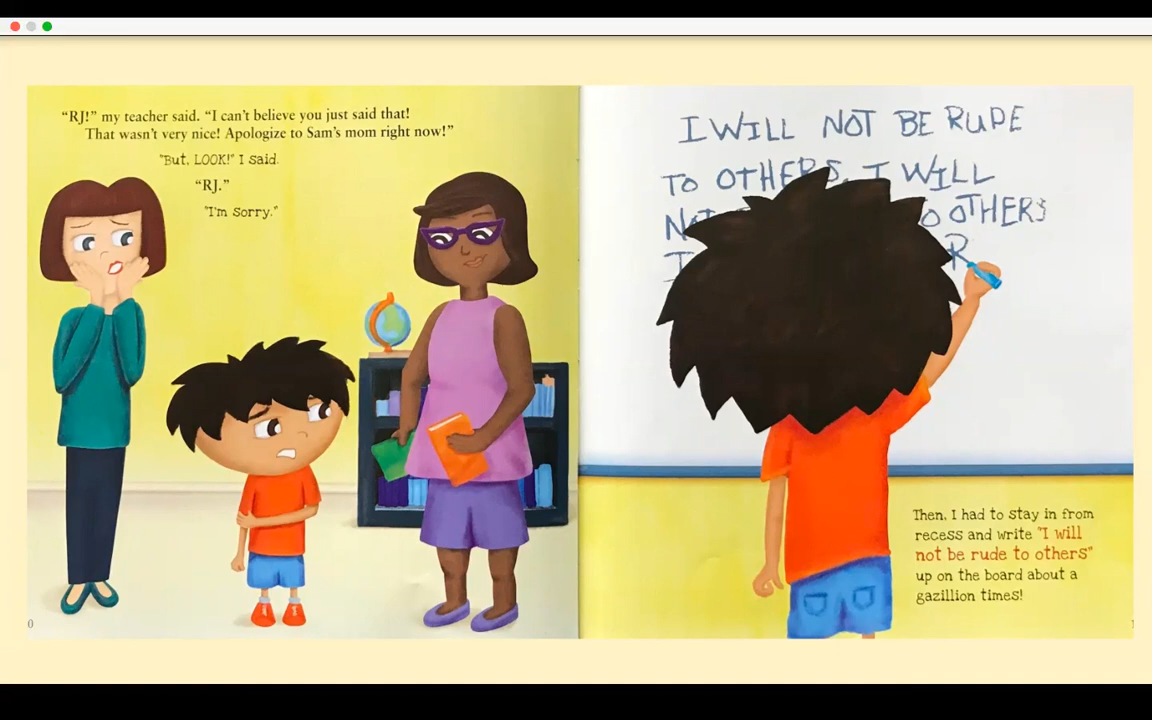 “RJ!” my teacher said. “I can’t believe you just said that!
That wasn’t very nice! Apologize to Sam’s mom right now!”
"But, LOOK!" I said.
“RJ.”
"I'm sorry."
0
I WILL NOT BE RUDE
TO OTHERS. I WILL
O OTHERS
I R
Then, I had to stay in from
recess and write "I will
not be rude to others"
up on the board about a
gazillion times!